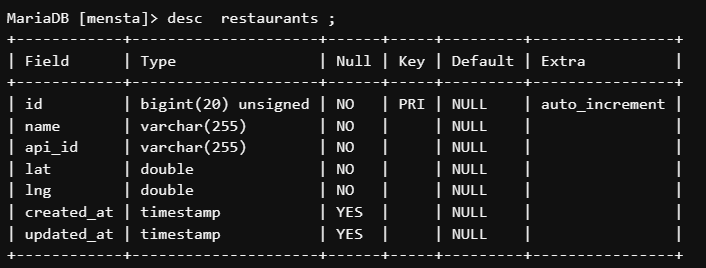 MariaDB [mensta]> desc  restaurants ;
+------------+---------------------+------+-----+---------+----------------+
| Field      | Type                | Null | Key | Default | Extra          |
+------------+---------------------+------+-----+---------+----------------+
| id         | bigint(20) unsigned | NO   | PRI | NULL    | auto_increment |
| name       | varchar(255)        | NO   |     | NULL    |                |
| api_id     | varchar(255)        | NO   |     | NULL    |                |
| lat        | double              | NO   |     | NULL    |                |
| lng        | double              | NO   |     | NULL    |                |
| created_at | timestamp           | YES  |     | NULL    |                |
| updated_at | timestamp           | YES  |     | NULL    |                |
+------------+---------------------+------+-----+---------+----------------+